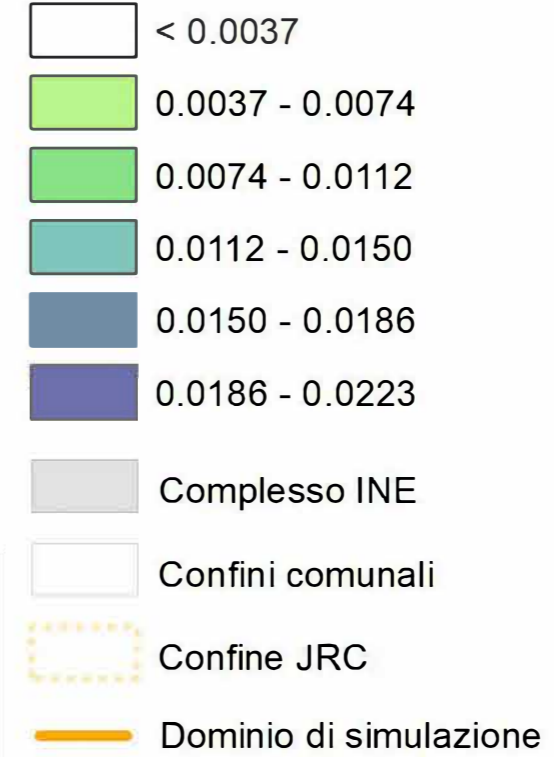 < 0.0037
0.0037 - 0.0074
0.0074 - 0.0112
0.0112 - 0.0150
0.0150 - 0.0186
0.0186 - 0.0223
Complesso INE
Confini comunali
Confine JRC
Dominio di simulazione